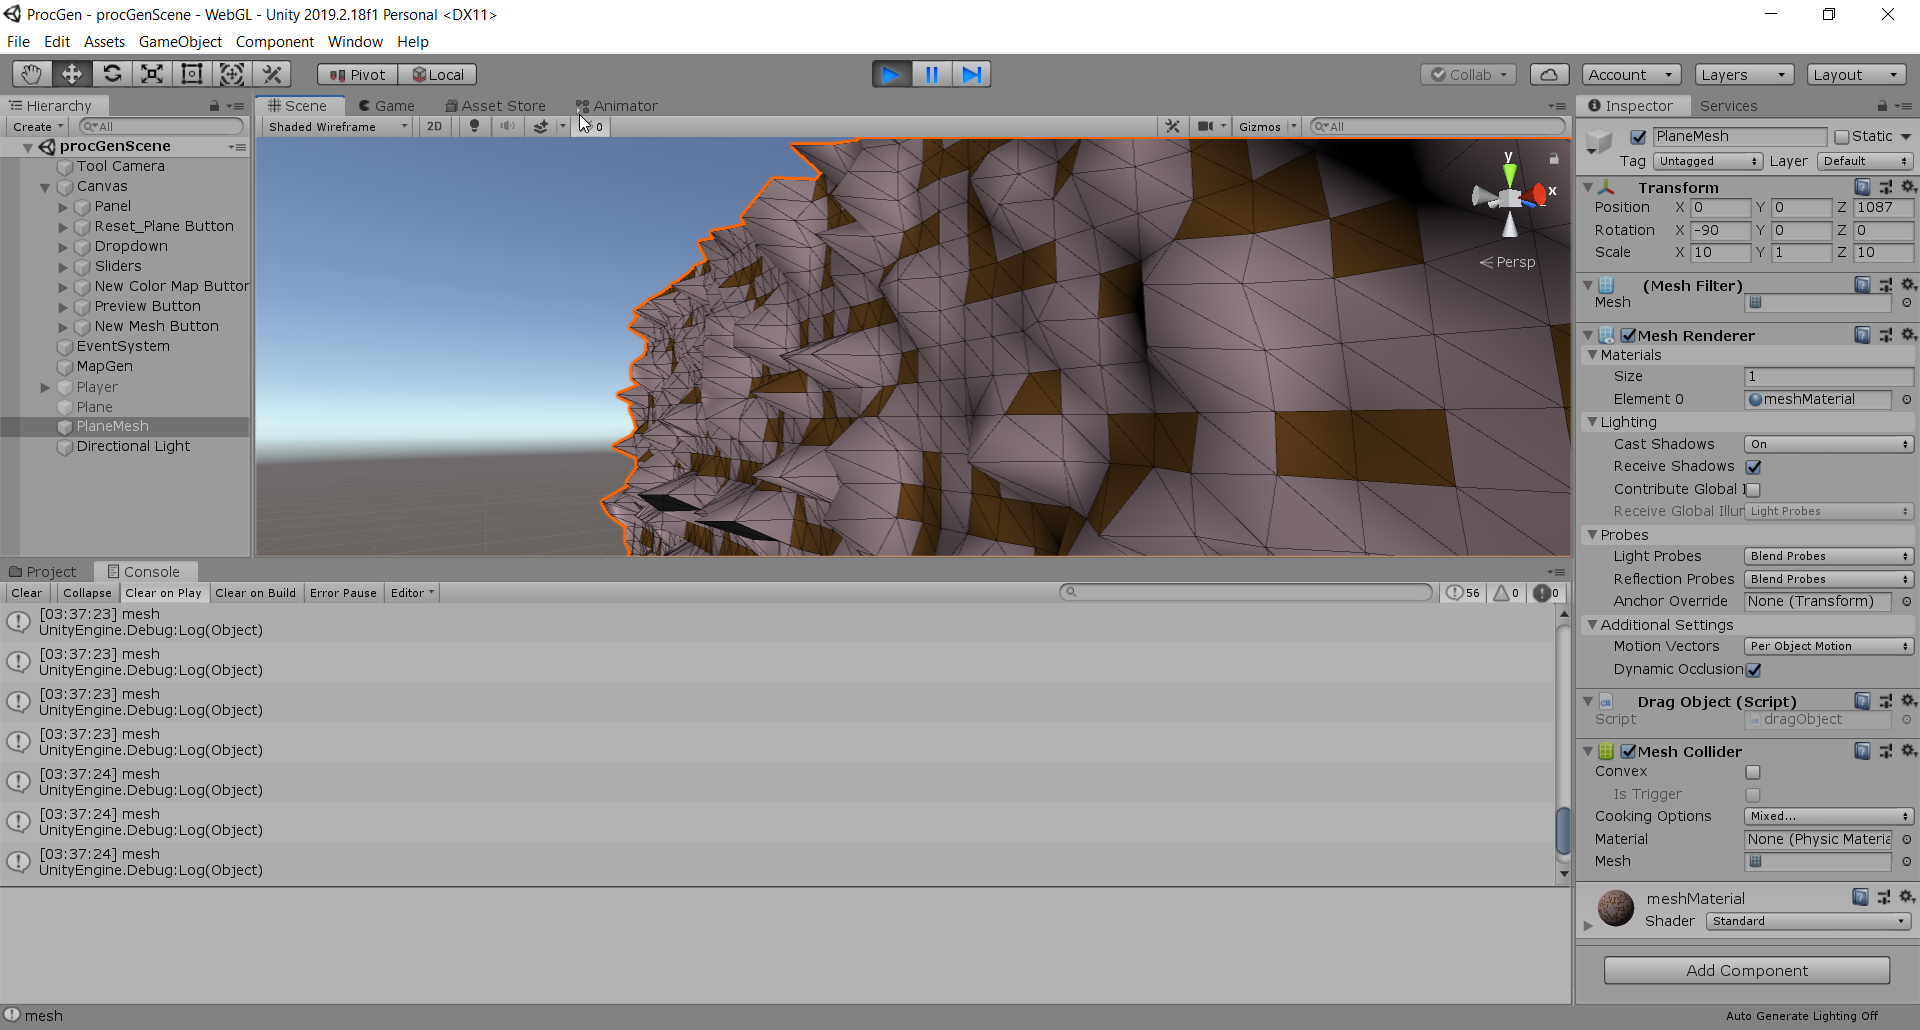 ProcGen - procGenScene - WebGL - Unity 2019.2.18f1 Personal <DX11>
File Edit Assets GameObject Component Window Help
Pivot Local
Collab Account Layers Layout
Hierarchy
Create All
procGenScene
Tool Camera
Canvas
Panel
Reset_Plane Button
Dropdown
Sliders
New Color Map Buttor
Preview Button
New Mesh Button
EventSystem
MapGen
Player
Plane
PlaneMesh
Directional Light
Scene Game Asset Store Animator
Shaded Wireframe 2D 0 Gizmos All
y
x
Persp
Project Console
Clear Collapse Clear on Play Clear on Build Error Pause Editor 56 0 0
[03:37:23] mesh
UnityEngine.Debug:Log(Object)
[03:37:23] mesh
UnityEngine.Debug:Log(Object)
[03:37:23] mesh
UnityEngine.Debug:Log(Object)
[03:37:23] mesh
UnityEngine.Debug:Log(Object)
[03:37:24] mesh
UnityEngine.Debug:Log(Object)
[03:37:24] mesh
UnityEngine.Debug:Log(Object)
[03:37:24] mesh
UnityEngine.Debug:Log(Object)
mesh
Inspector Services
PlaneMesh Static
Tag Untagged Layer Default
Transform
Position X 0 Y 0 Z 1087
Rotation X -90 Y 0 Z 0
Scale X 10 Y 1 Z 10
(Mesh Filter)
Mesh
Mesh Renderer
Materials
Size 1
Element 0 meshMaterial
Lighting
Cast Shadows On
Receive Shadows
Contribute Global I
Receive Global Illur Light Probes
Probes
Light Probes Blend Probes
Reflection Probes Blend Probes
Anchor Override None (Transform)
Additional Settings
Motion Vectors Per Object Motion
Dynamic Occlusion
Drag Object (Script)
Script dragObject
Mesh Collider
Convex
Is Trigger
Cooking Options Mixed...
Material None (Physic Materia
Mesh
meshMaterial
Shader Standard
Add Component
Auto Generate Lighting Off